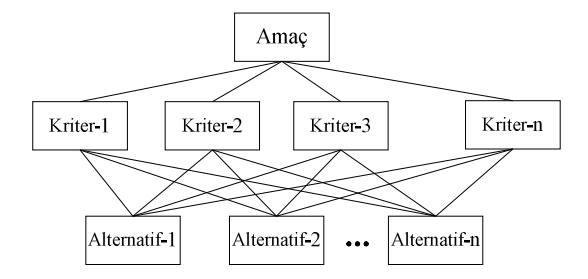 Amaç
Kriter-1 Kriter-2 Kriter-3 Kriter-n
Alternatif-1 Alternatif-2 ... Alternatif-n